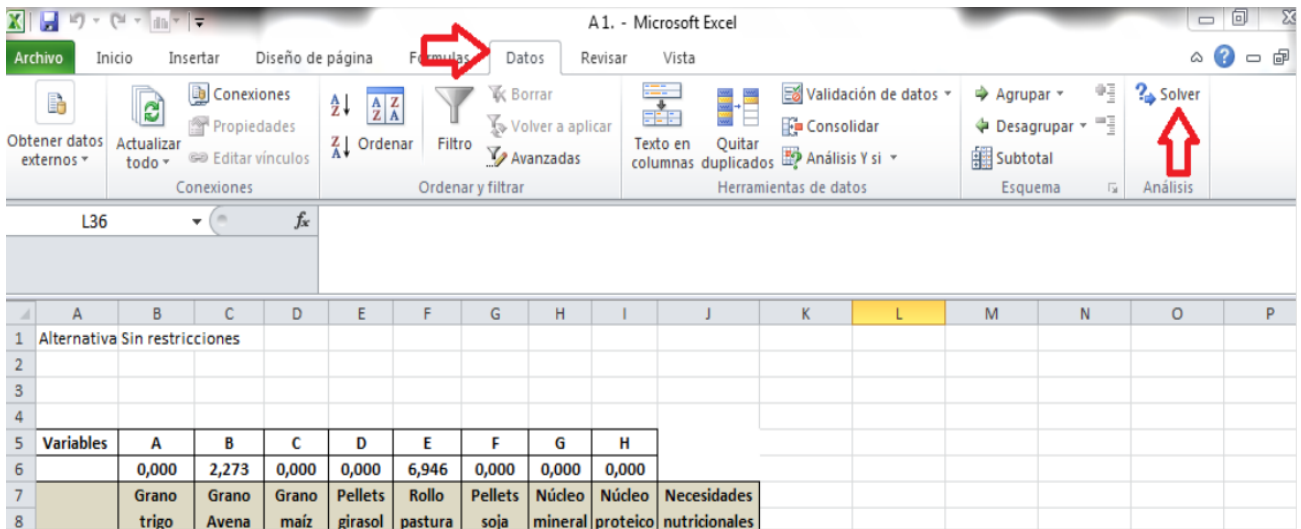 A1. - Microsoft Excel
Archivo Inicio Insertar Diseño de página Fórmulas Datos Revisar Vista
Obtener datos externos
Actualizar todo
Conexiones
Propiedades
Editar vínculos
Conexiones
Ordenar
Filtro
Borrar
Volver a aplicar
Avanzadas
Ordenar y filtrar
Texto en columnas
Quitar duplicados
Validación de datos
Consolidar
Análisis Y si
Herramientas de datos
Agrupar
Desagrupar
Subtotal
Esquema
Solver
Análisis
L36 fx
A B C D E F G H I J K L M N O P
1 Alternativa Sin restricciones
2
3
4
5 Variables A B C D E F G H
6 0,000 2,273 0,000 0,000 6,946 0,000 0,000 0,000
7 Grano Grano Grano Pellets Rollo Pellets Núcleo Núcleo Necesidades
8 trigo Avena maíz girasol pastura soja mineral proteico nutricionales